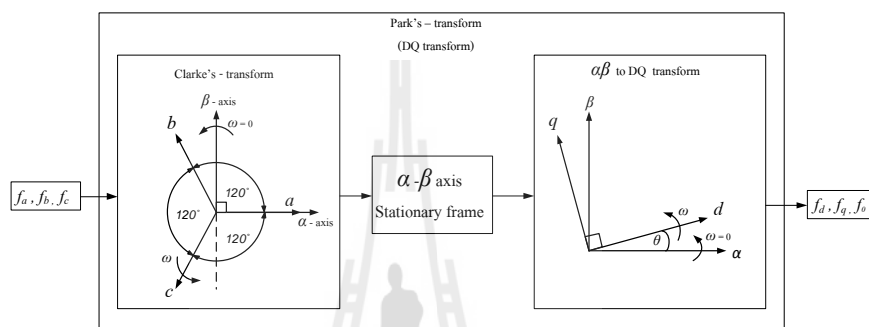 Park's – transform
(DQ transform)
Clarke's - transform
β - axis
ω = 0
b
120°
a
α - axis
120°
120°
ω
c
f_a , f_b , f_c
α -β axis
Stationary frame
αβ to DQ transform
β
q
ω
d
θ
ω=0
α
f_d , f_q , f_o